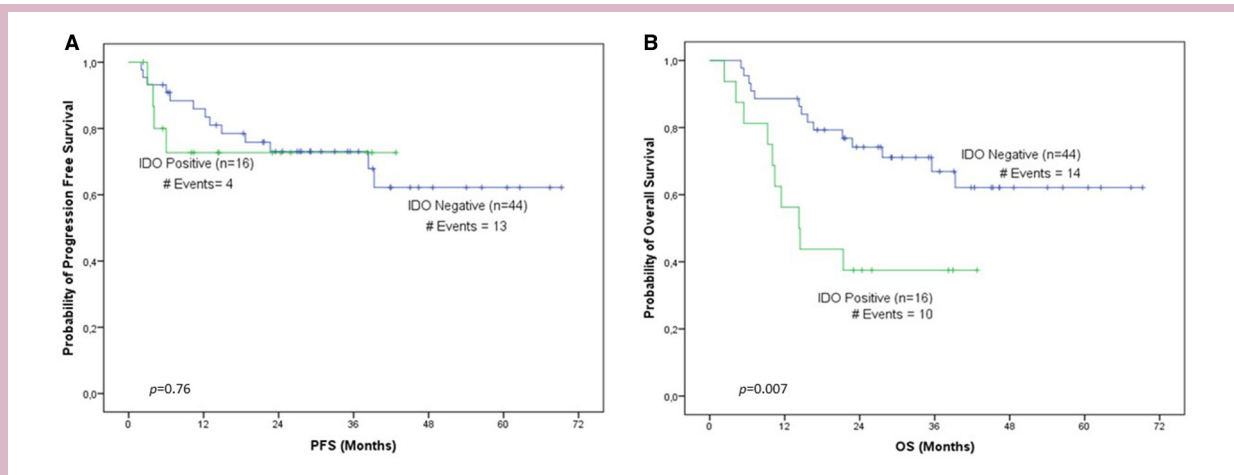 A
Probability of Progression Free Survival
1,0
0,8
0,6
0,4
0,2
0,0
IDO Positive (n=16)
# Events= 4
IDO Negative (n=44)
# Events = 13
p=0.76
0 12 24 36 48 60 72
PFS (Months)
B
Probability of Overall Survival
1,0
0,8
0,6
0,4
0,2
0,0
IDO Negative (n=44)
# Events = 14
IDO Positive (n=16)
# Events = 10
p=0.007
0 12 24 36 48 60 72
OS (Months)